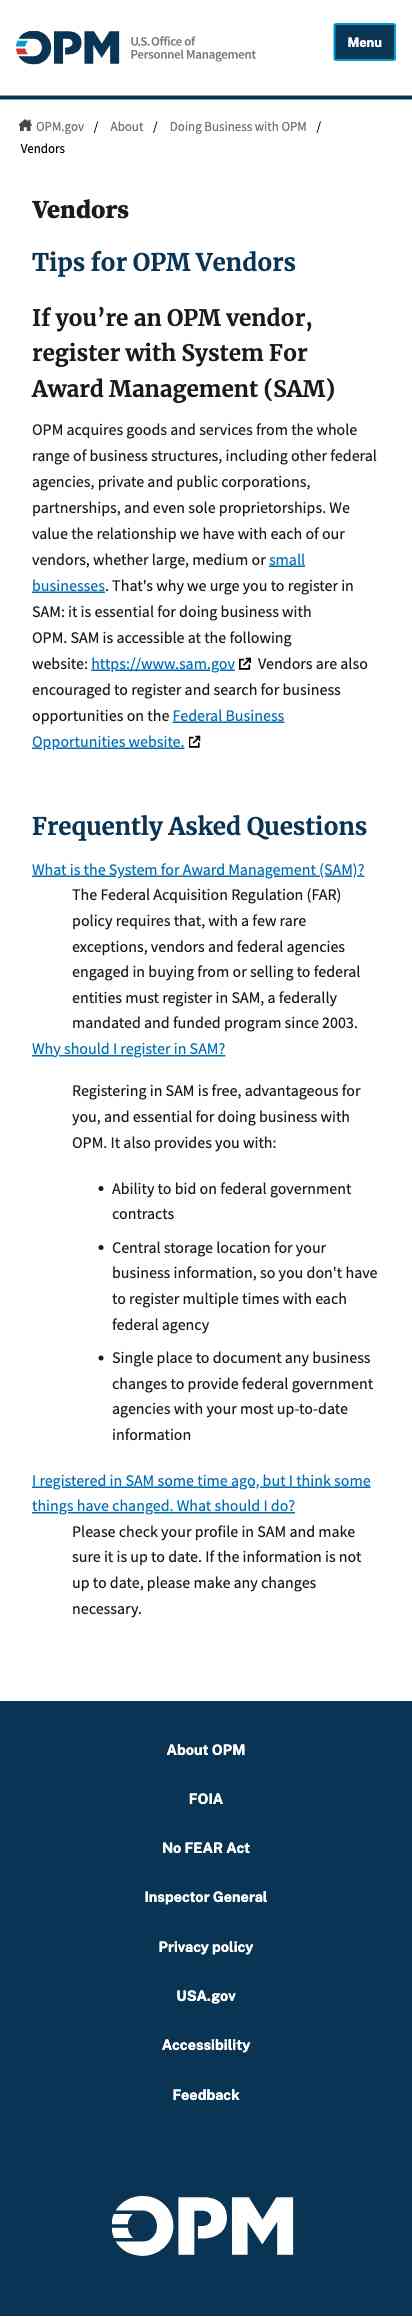 OPM U.S. Office of
Personnel Management
Menu
OPM.gov / About / Doing Business with OPM /
Vendors
Vendors
Tips for OPM Vendors
If you’re an OPM vendor,
register with System For
Award Management (SAM)
OPM acquires goods and services from the whole
range of business structures, including other federal
agencies, private and public corporations,
partnerships, and even sole proprietorships. We
value the relationship we have with each of our
vendors, whether large, medium or small
businesses. That's why we urge you to register in
SAM: it is essential for doing business with
OPM. SAM is accessible at the following
website: https://www.sam.gov Vendors are also
encouraged to register and search for business
opportunities on the Federal Business
Opportunities website.
Frequently Asked Questions
What is the System for Award Management (SAM)?
The Federal Acquisition Regulation (FAR)
policy requires that, with a few rare
exceptions, vendors and federal agencies
engaged in buying from or selling to federal
entities must register in SAM, a federally
mandated and funded program since 2003.
Why should I register in SAM?
Registering in SAM is free, advantageous for
you, and essential for doing business with
OPM. It also provides you with:
• Ability to bid on federal government
contracts
• Central storage location for your
business information, so you don't have
to register multiple times with each
federal agency
• Single place to document any business
changes to provide federal government
agencies with your most up-to-date
information
I registered in SAM some time ago, but I think some
things have changed. What should I do?
Please check your profile in SAM and make
sure it is up to date. If the information is not
up to date, please make any changes
necessary.
About OPM
FOIA
No FEAR Act
Inspector General
Privacy policy
USA.gov
Accessibility
Feedback
OPM